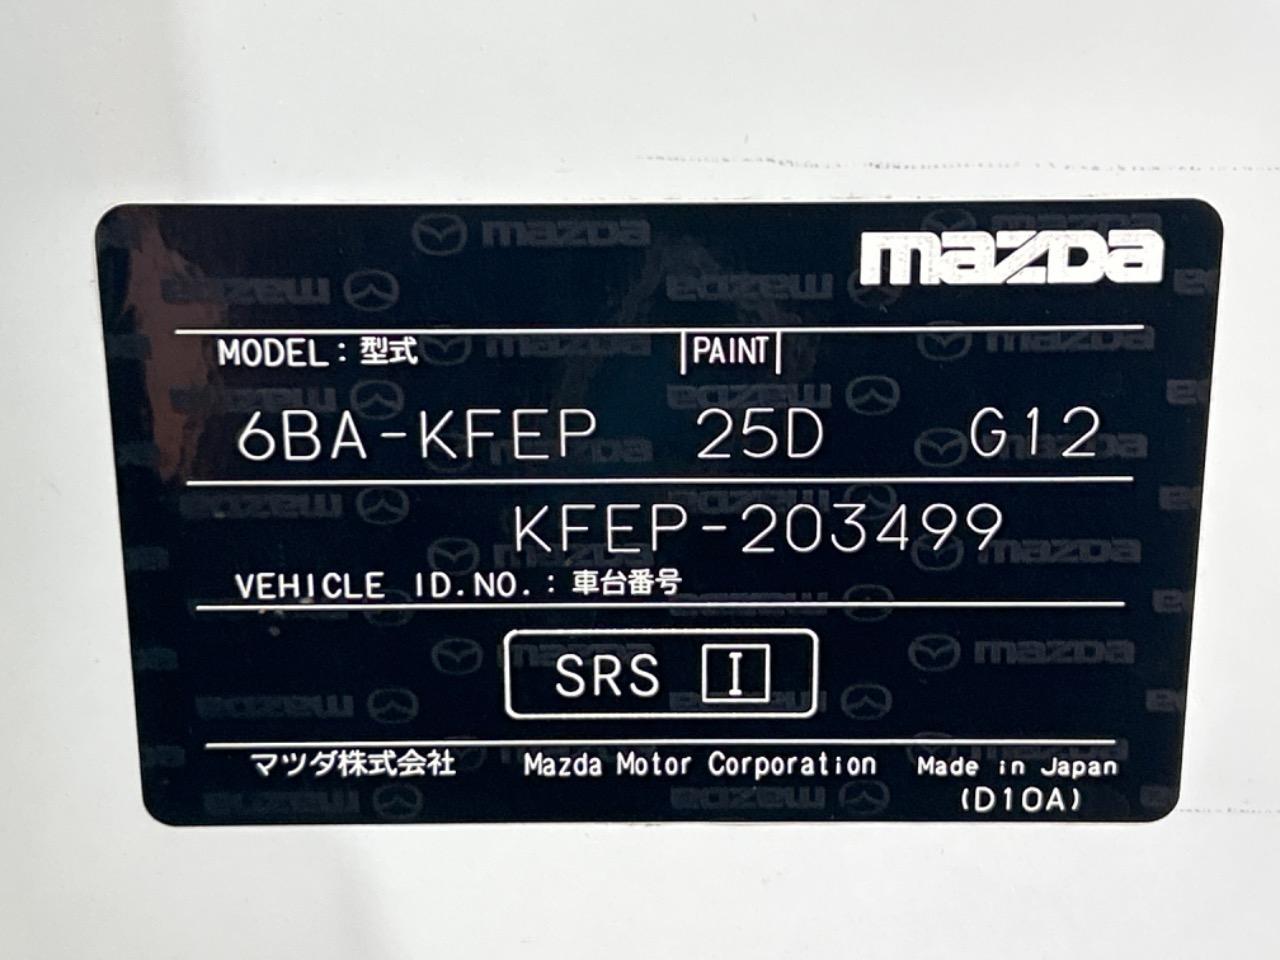 mazda
MODEL : 型式 PAINT
6BA-KFEP 25D G12
KFEP-203499
VEHICLE ID.NO. : 車台番号
SRS I
マツダ株式会社 Mazda Motor Corporation Made in Japan
(D10A)